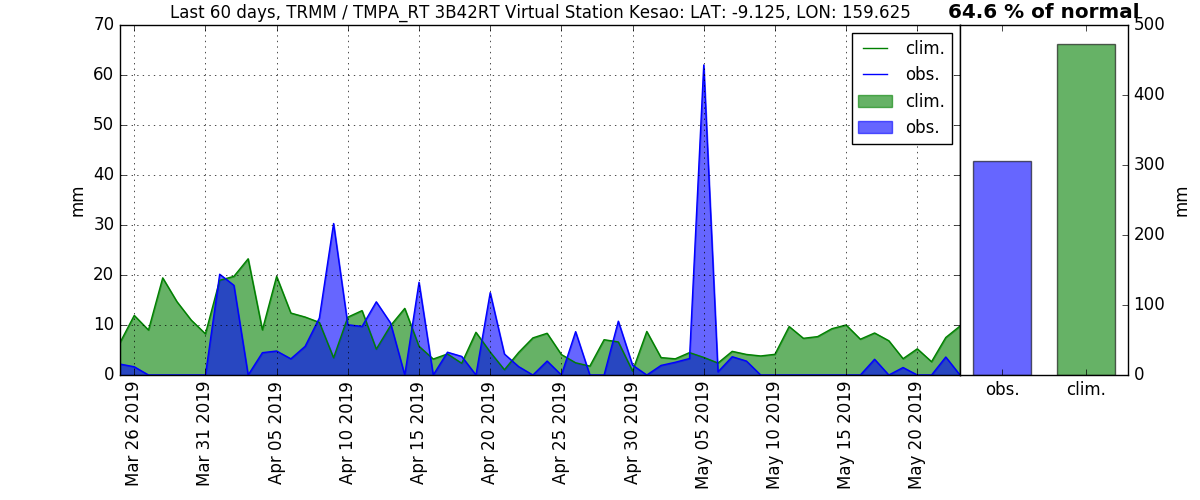 Last 60 days, TRMM / TMPA_RT 3B42RT Virtual Station Kesao: LAT: -9.125, LON: 159.625
64.6 % of normal
70
60
50
40
30
20
10
0
mm
clim.
obs.
clim.
obs.
500
400
300
200
100
0
mm
Mar 26 2019
Mar 31 2019
Apr 05 2019
Apr 10 2019
Apr 15 2019
Apr 20 2019
Apr 25 2019
Apr 30 2019
May 05 2019
May 10 2019
May 15 2019
May 20 2019
obs.
clim.